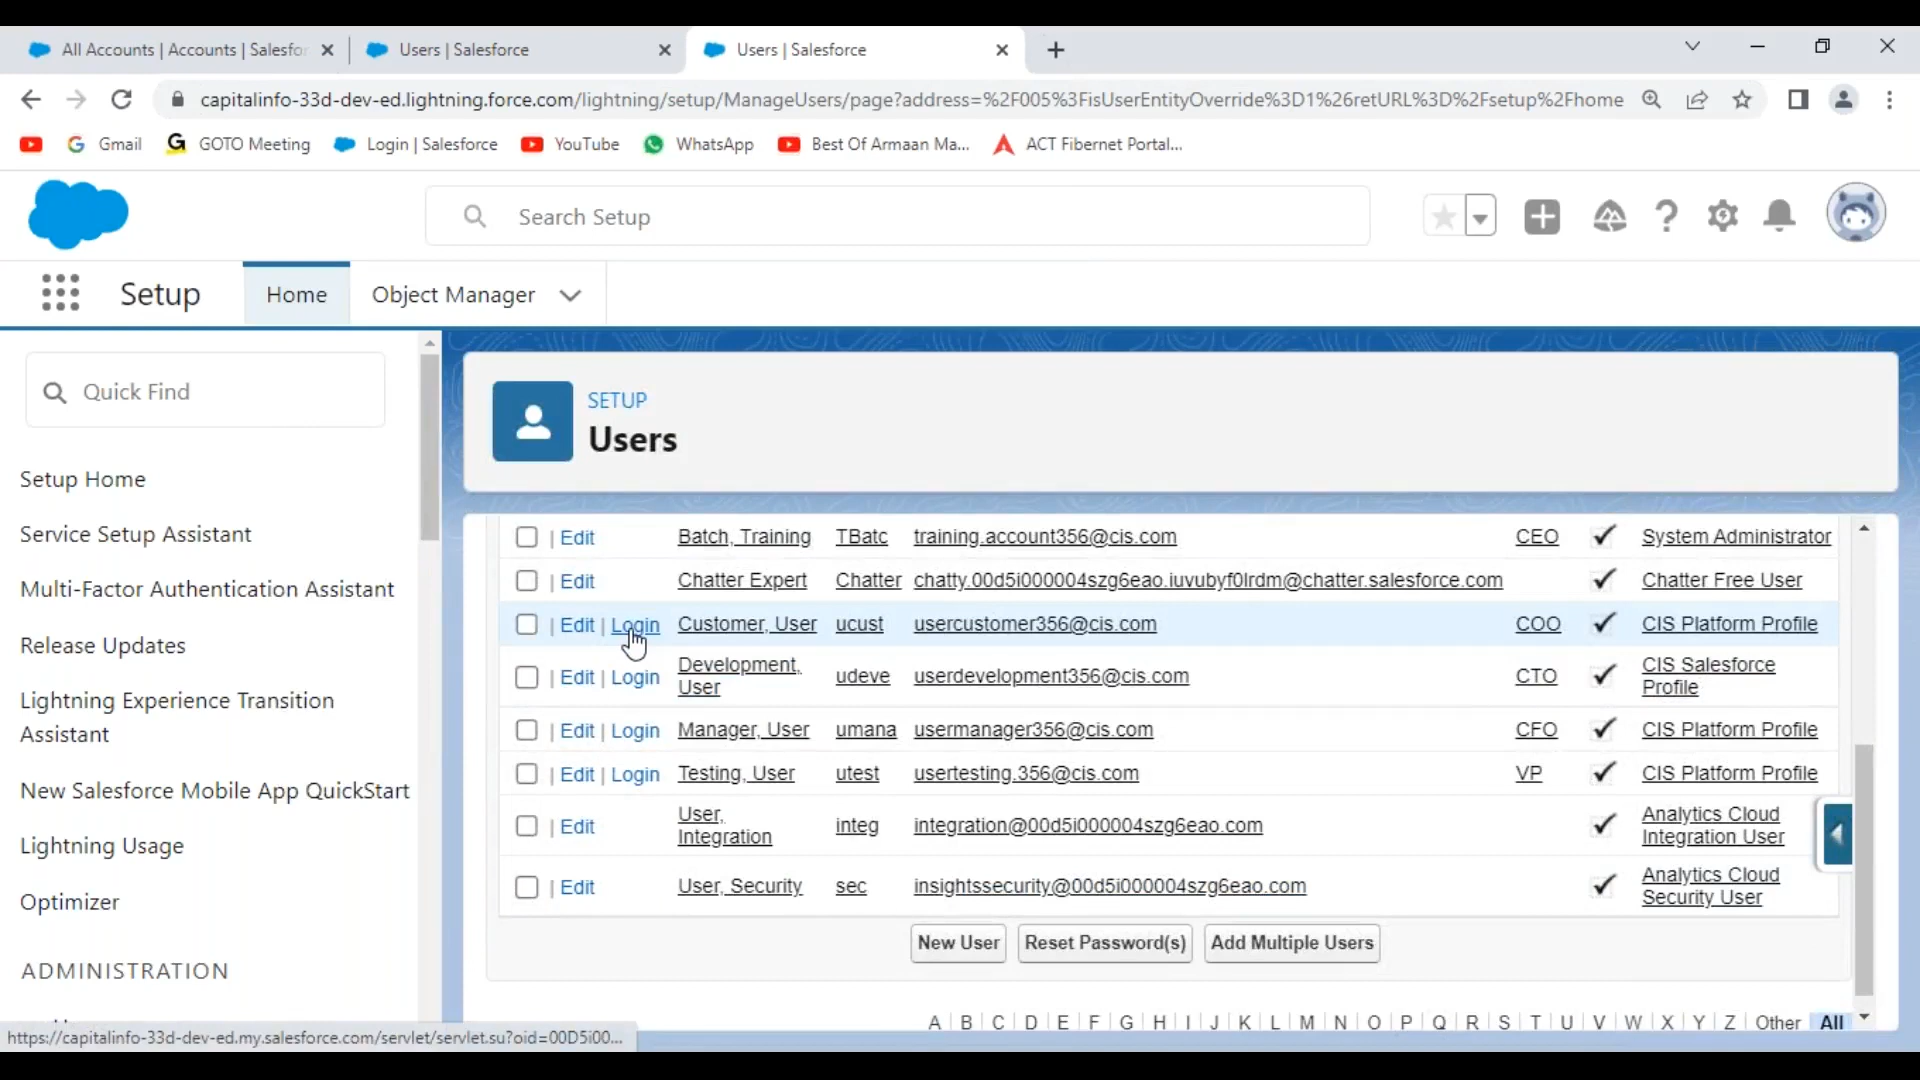 All Accounts | Accounts | Salesfor
Users | Salesforce
Users | Salesforce
capitalinfo-33d-dev-ed.lightning.force.com/lightning/setup/ManageUsers/page?address=%2F005%3FisUserEntityOverride%3D1%26retURL%3D%2Fsetup%2Fhome
Gmail
GOTO Meeting
Login | Salesforce
YouTube
WhatsApp
Best Of Armaan Ma...
ACT Fibernet Portal...
Search Setup
Setup
Home
Object Manager
Quick Find
Setup Home
Service Setup Assistant
Multi-Factor Authentication Assistant
Release Updates
Lightning Experience Transition
Assistant
New Salesforce Mobile App QuickStart
Lightning Usage
Optimizer
ADMINISTRATION
SETUP
Users
| Edit Batch, Training TBatc training.account356@cis.com CEO System Administrator
| Edit Chatter Expert Chatter chatty.00d5i000004szg6eao.iuvubyf0lrdm@chatter.salesforce.com Chatter Free User
| Edit | Login Customer, User ucust usercustomer356@cis.com COO CIS Platform Profile
| Edit | Login Development, User udeve userdevelopment356@cis.com CTO CIS Salesforce Profile
| Edit | Login Manager, User umana usermanager356@cis.com CFO CIS Platform Profile
| Edit | Login Testing, User utest usertesting.356@cis.com VP CIS Platform Profile
| Edit User, Integration integ integration@00d5i000004szg6eao.com Analytics Cloud Integration User
| Edit User, Security sec insightssecurity@00d5i000004szg6eao.com Analytics Cloud Security User
New User Reset Password(s) Add Multiple Users
A | B | C | D | E | F | G | H | I | J | K | L | M | N | O | P | Q | R | S | T | U | V | W | X | Y | Z | Other All
https://capitalinfo-33d-dev-ed.my.salesforce.com/servlet/servlet.su?oid=00D5i00...